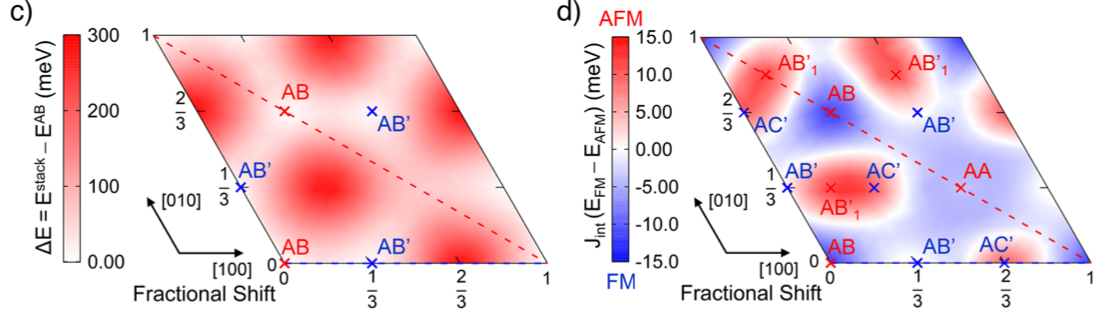 c)
ΔE = E^stack – E^AB (meV)
300
200
100
0.00
1
2/3
1/3
0
AB
AB'
AB'
AB
AB'
[010]
[100]
0
1/3
2/3
1
Fractional Shift
d)
AFM
J_int (E_FM – E_AFM) (meV)
15.0
10.0
5.00
0.00
-5.00
-10.0
-15.0
FM
1
2/3
1/3
0
AB'₁
AB'₁
AB
AC'
AB'
AB'
AC'
AA
AB'₁
AB
AB'
AC'
[010]
[100]
0
1/3
2/3
1
Fractional Shift